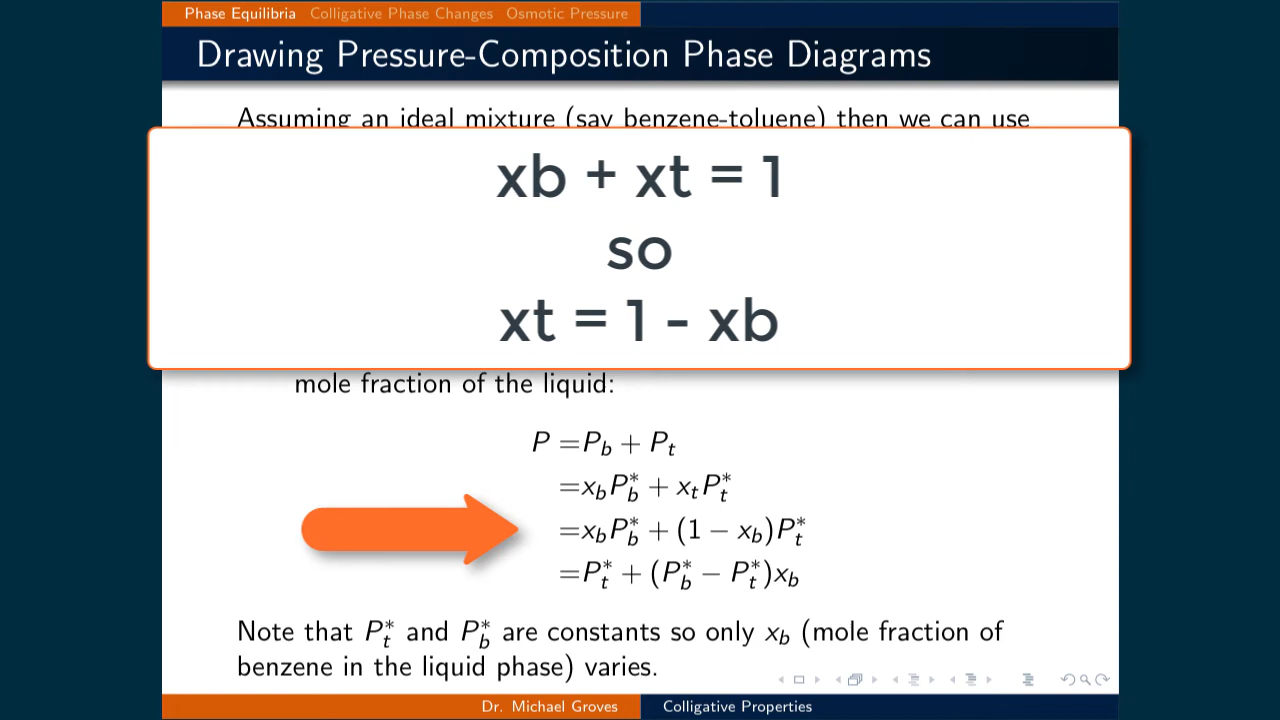 Phase Equilibria Colligative Phase Changes Osmotic Pressure
Drawing Pressure-Composition Phase Diagrams
Assuming an ideal mixture (say benzene-toluene) then we can use
xb + xt = 1
so
xt = 1 - xb
mole fraction of the liquid:
P =P_b + P_t
=x_b P_b^* + x_t P_t^*
=x_b P_b^* + (1 − x_b)P_t^*
=P_t^* + (P_b^* − P_t^*)x_b
Note that P_t^* and P_b^* are constants so only x_b (mole fraction of
benzene in the liquid phase) varies.
Dr. Michael Groves Colligative Properties